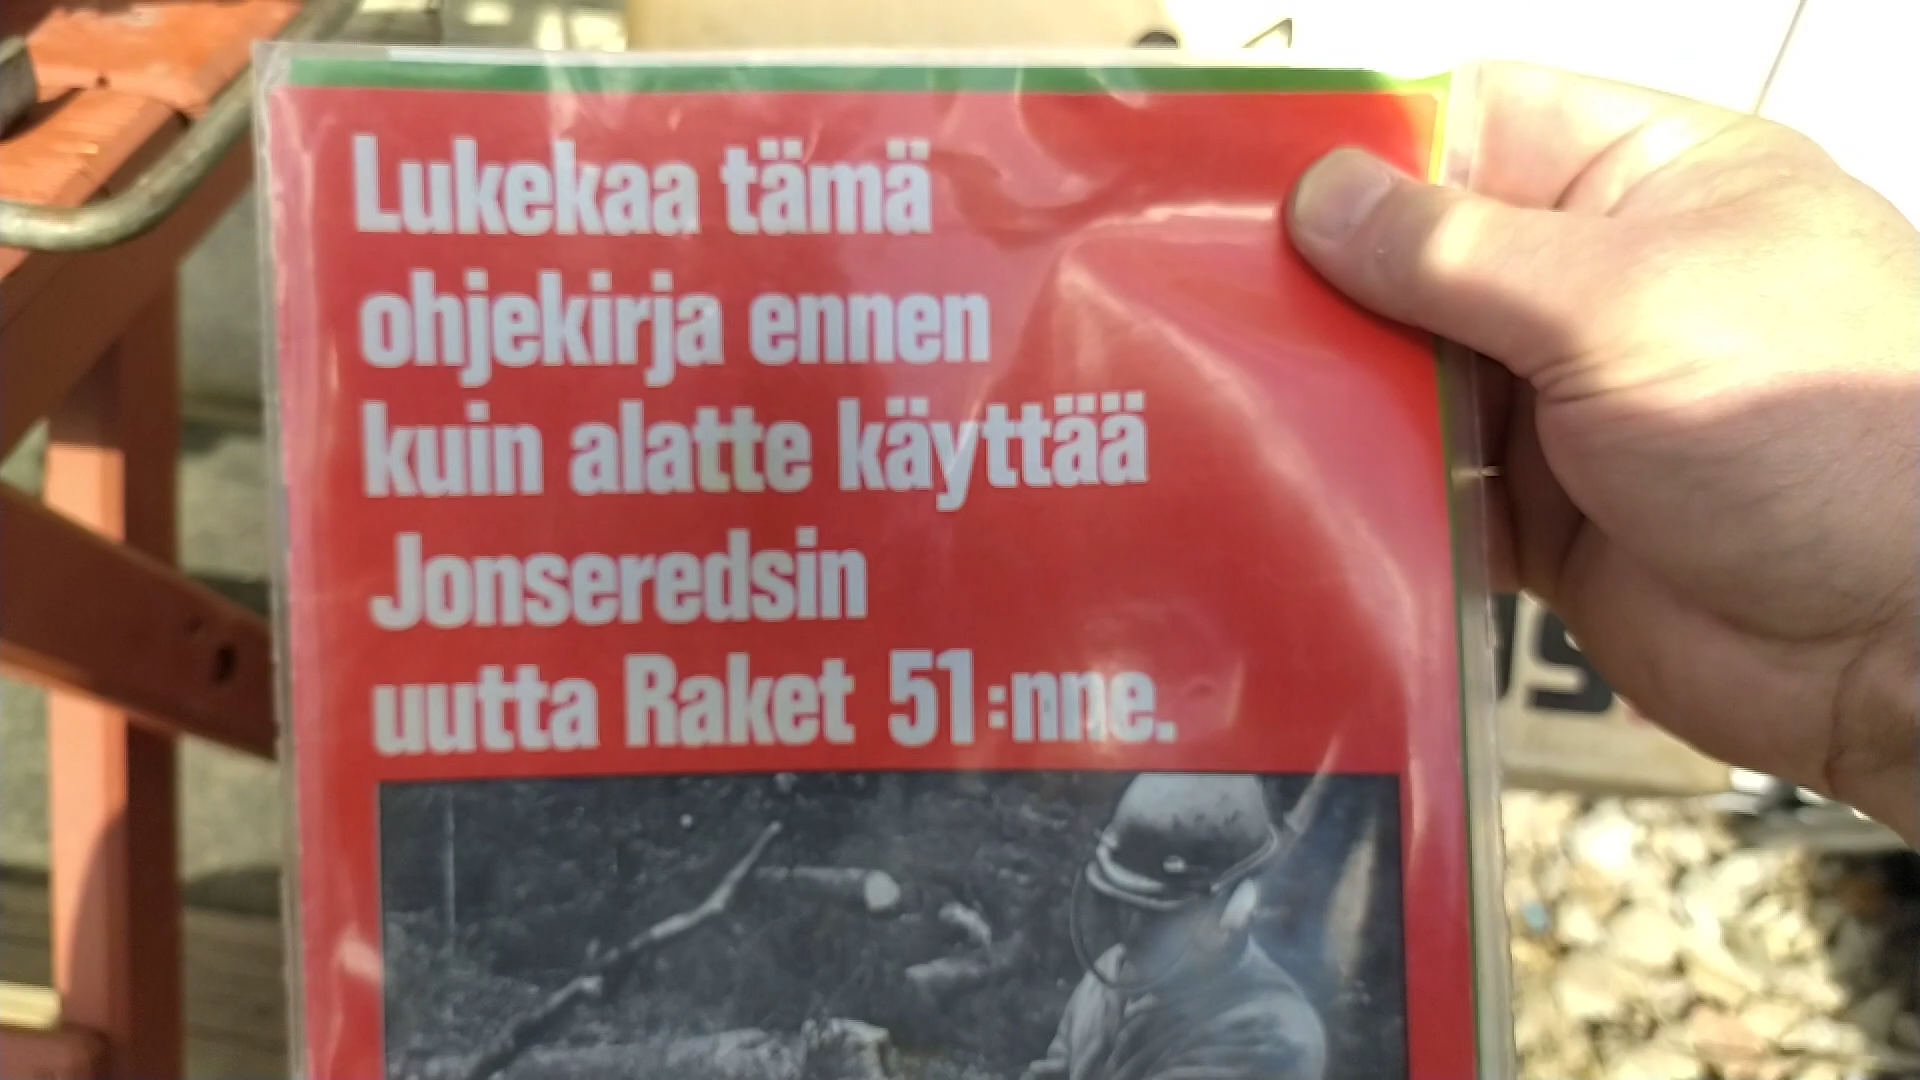 Lukekaa tämä
ohjekirja ennen
kuin alatte käyttää
Jonseredsin
uutta Raket 51:nne.